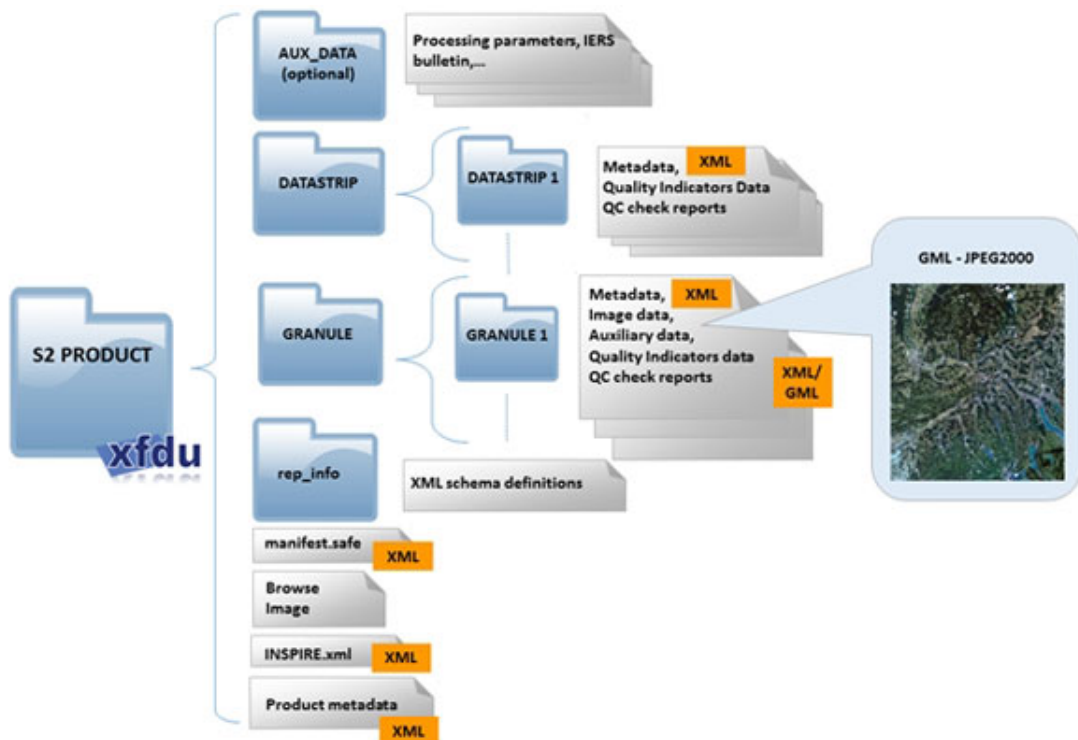 S2 PRODUCT
xfdu
AUX_DATA
(optional)
Processing parameters, IERS
bulletin,...
DATASTRIP
DATASTRIP 1
Metadata,
XML
Quality Indicators Data
QC check reports
GRANULE
GRANULE 1
Metadata,
XML
Image data,
Auxiliary data,
Quality Indicators data
QC check reports
XML/
GML
GML - JPEG2000
rep_info
XML schema definitions
manifest.safe
XML
Browse
Image
INSPIRE.xml
XML
Product metadata
XML